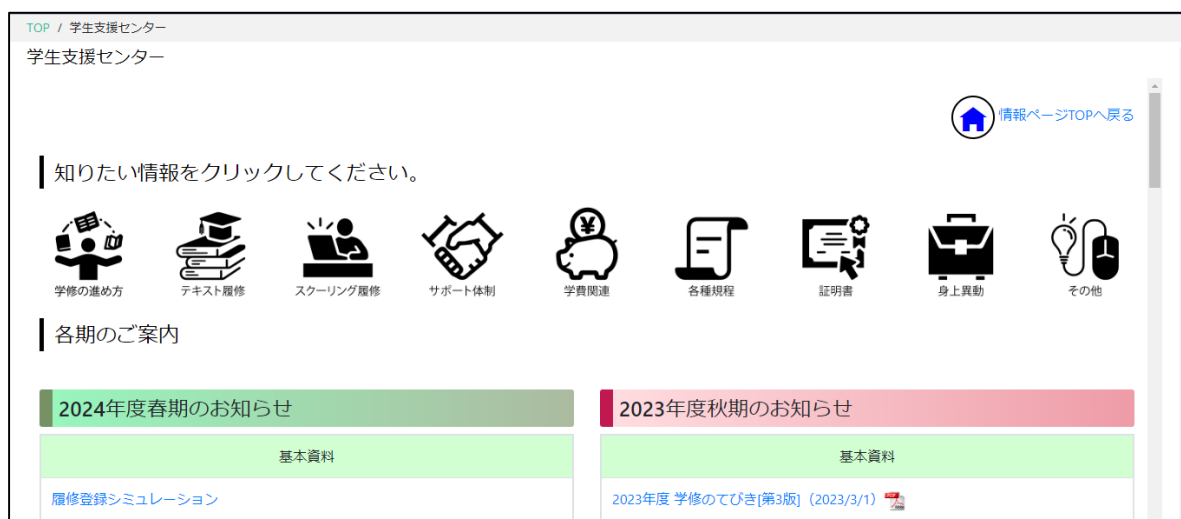 TOP / 学生支援センター
学生支援センター
情報ページTOPへ戻る
知りたい情報をクリックしてください。
学修の進め方 テキスト履修 スクーリング履修 サポート体制 学費関連 各種規程 証明書 身上異動 その他
各期のご案内
2024年度春期のお知らせ 2023年度秋期のお知らせ
基本資料 基本資料
履修登録シミュレーション 2023年度 学修のてびき[第3版]（2023/3/1）